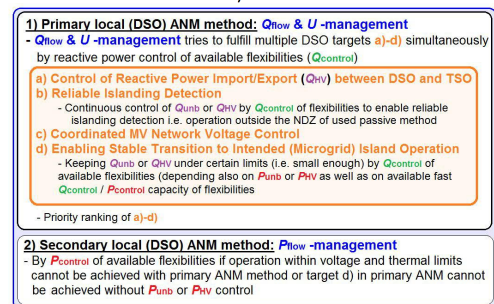 1) Primary local (DSO) ANM method: Qflow & U -management
- Qflow & U -management tries to fulfill multiple DSO targets a)-d) simultaneously
by reactive power control of available flexibilities (Qcontrol)
a) Control of Reactive Power Import/Export (QHV) between DSO and TSO
b) Reliable Islanding Detection
- Continuous control of Qunb or QHV by Qcontrol of flexibilities to enable reliable
islanding detection i.e. operation outside the NDZ of used passive method
c) Coordinated MV Network Voltage Control
d) Enabling Stable Transition to Intended (Microgrid) Island Operation
- Keeping Qunb or QHV under certain limits (i.e. small enough) by Qcontrol of
available flexibilities (depending also on Punb or PHV as well as on available fast
Qcontrol / Pcontrol capacity of flexibilities
- Priority ranking of a)-d)
2) Secondary local (DSO) ANM method: Pflow -management
- By Pcontrol of available flexibilities if operation within voltage and thermal limits
cannot be achieved with primary ANM method or target d) in primary ANM cannot
be achieved without Punb or PHV control